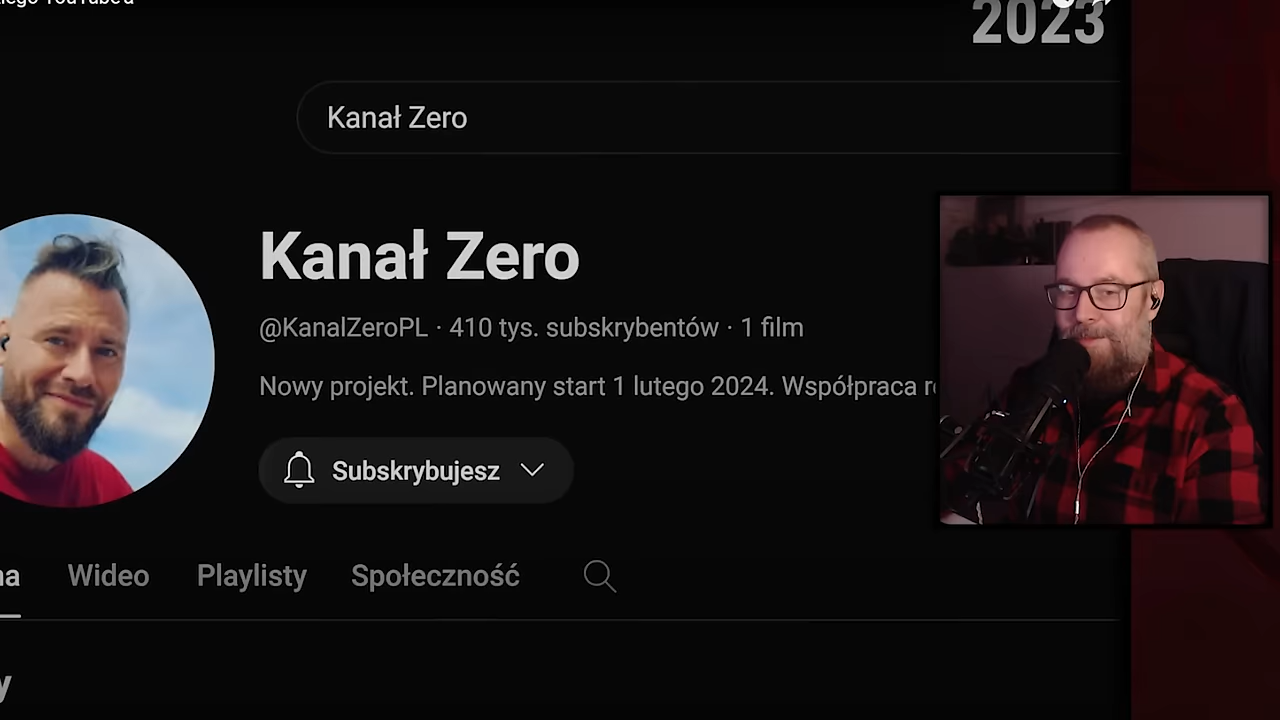 YouTube'a
2023
Kanał Zero
Kanał Zero
@KanalZeroPL · 410 tys. subskrybentów · 1 film
Nowy projekt. Planowany start 1 lutego 2024. Współpraca
Subskrybujesz
Wideo Playlisty Społeczność